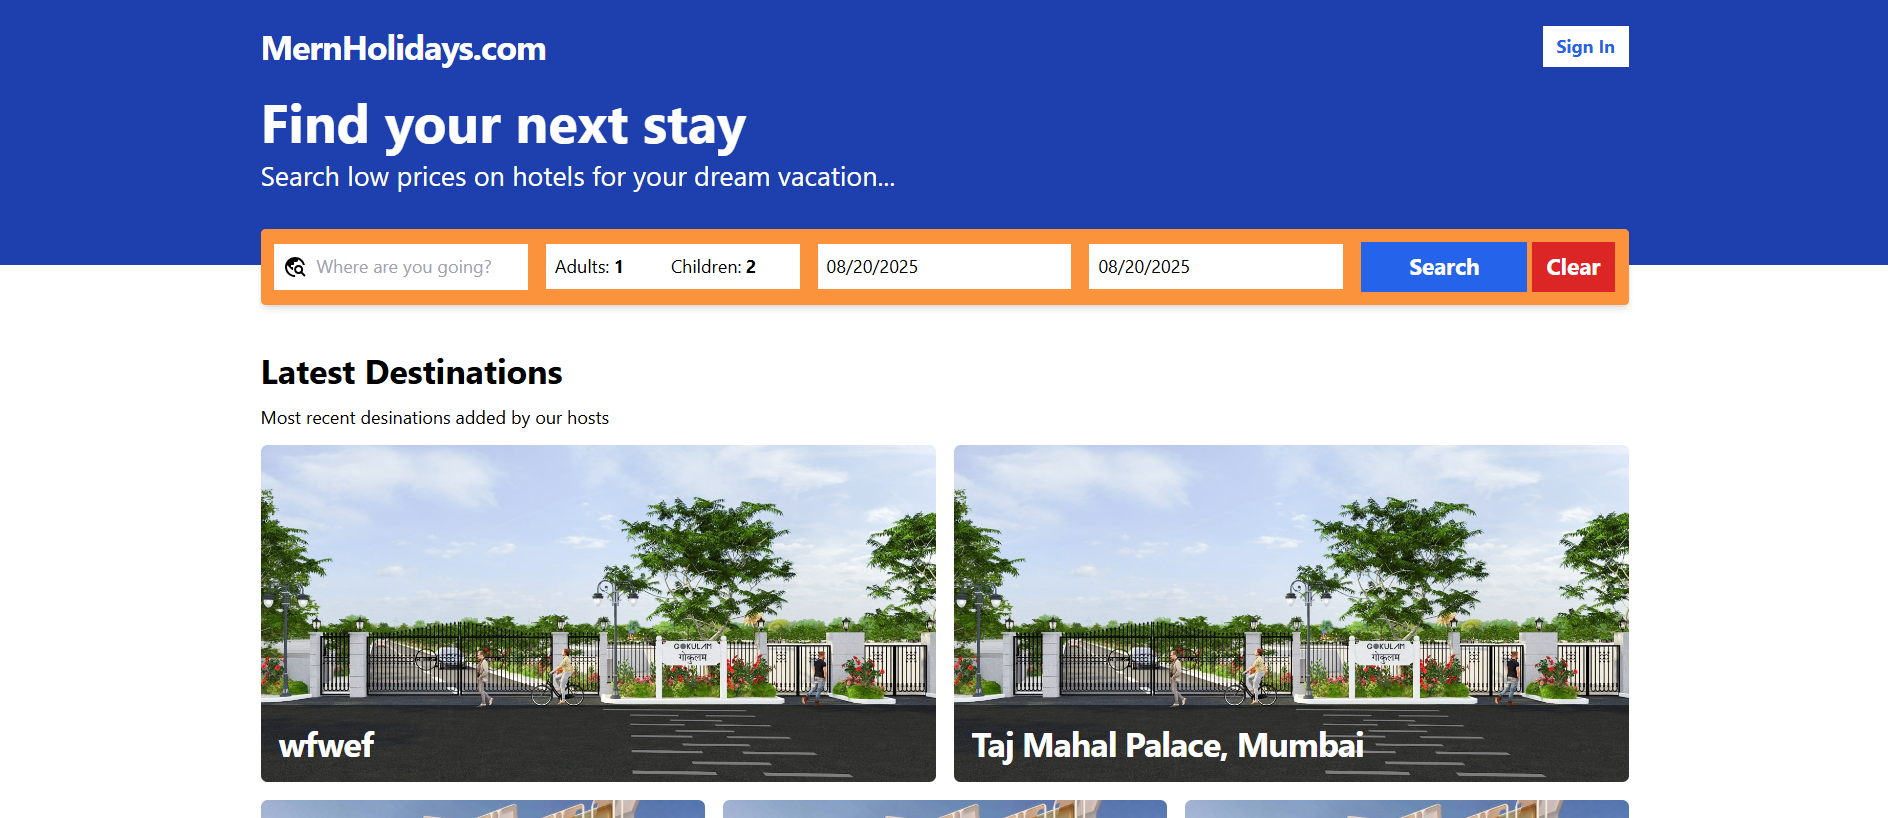 MernHolidays.com
Sign In
Find your next stay
Search low prices on hotels for your dream vacation...
Where are you going?
Adults: 1
Children: 2
08/20/2025
08/20/2025
Search
Clear
Latest Destinations
Most recent desinations added by our hosts
GOKULAM
गोकुलम
GOKULAM
गोकुलम
wfwef
Taj Mahal Palace, Mumbai